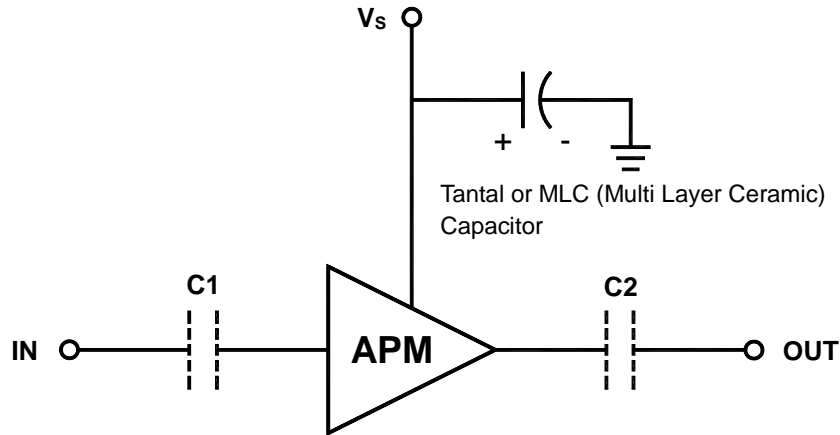 Vs
+ -
Tantal or MLC (Multi Layer Ceramic)
Capacitor
C1
C2
IN
APM
OUT